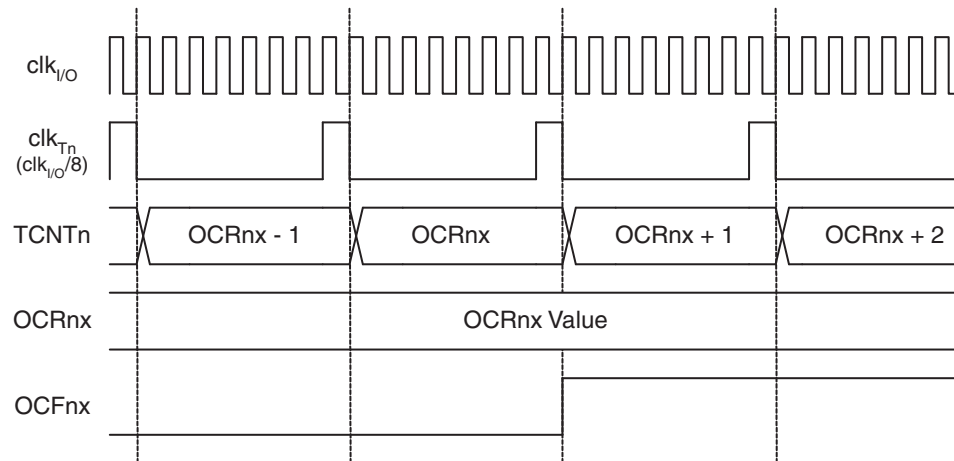 clkI/O
clkTn
(clkI/O/8)
TCNTn
OCRnx - 1
OCRnx
OCRnx + 1
OCRnx + 2
OCRnx
OCRnx Value
OCFnx